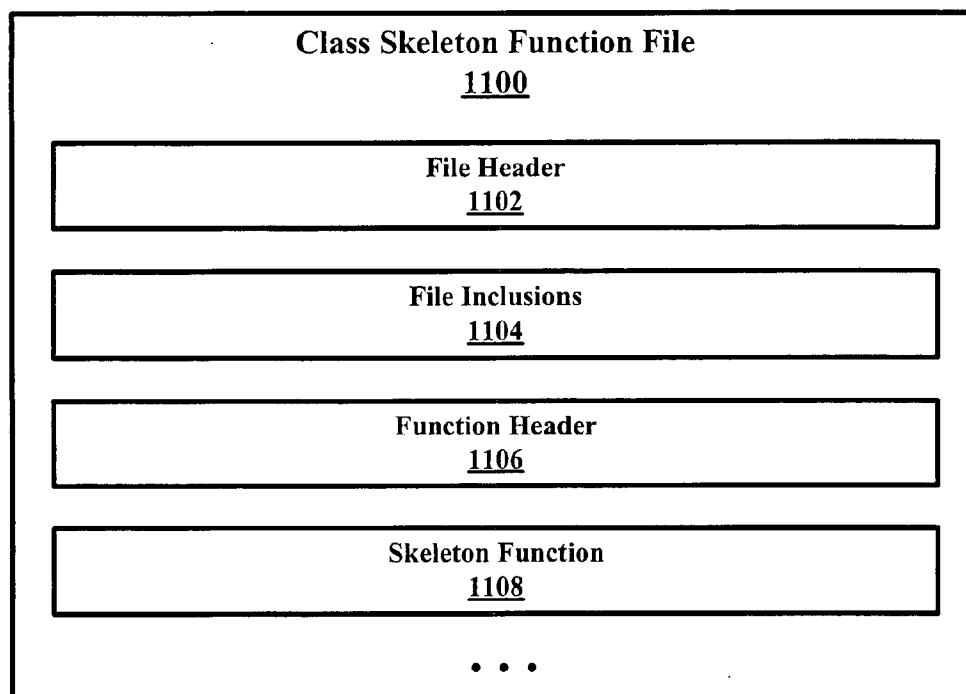 Class Skeleton Function File
1100
File Header
1102
File Inclusions
1104
Function Header
1106
Skeleton Function
1108
• • •